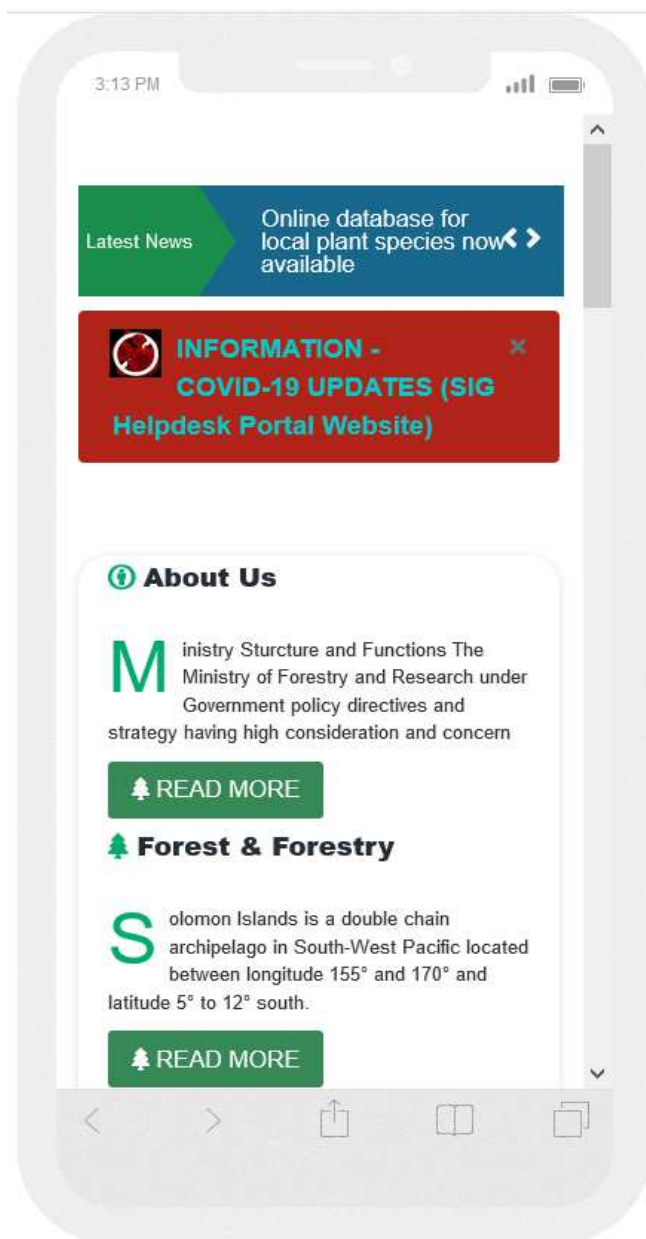 3:13 PM
Latest News
Online database for
local plant species now
available
INFORMATION -
COVID-19 UPDATES (SIG
Helpdesk Portal Website)
About Us
Ministry Sturcture and Functions The
Ministry of Forestry and Research under
Government policy directives and
strategy having high consideration and concern
READ MORE
Forest & Forestry
Solomon Islands is a double chain
archipelago in South-West Pacific located
between longitude 155° and 170° and
latitude 5° to 12° south.
READ MORE